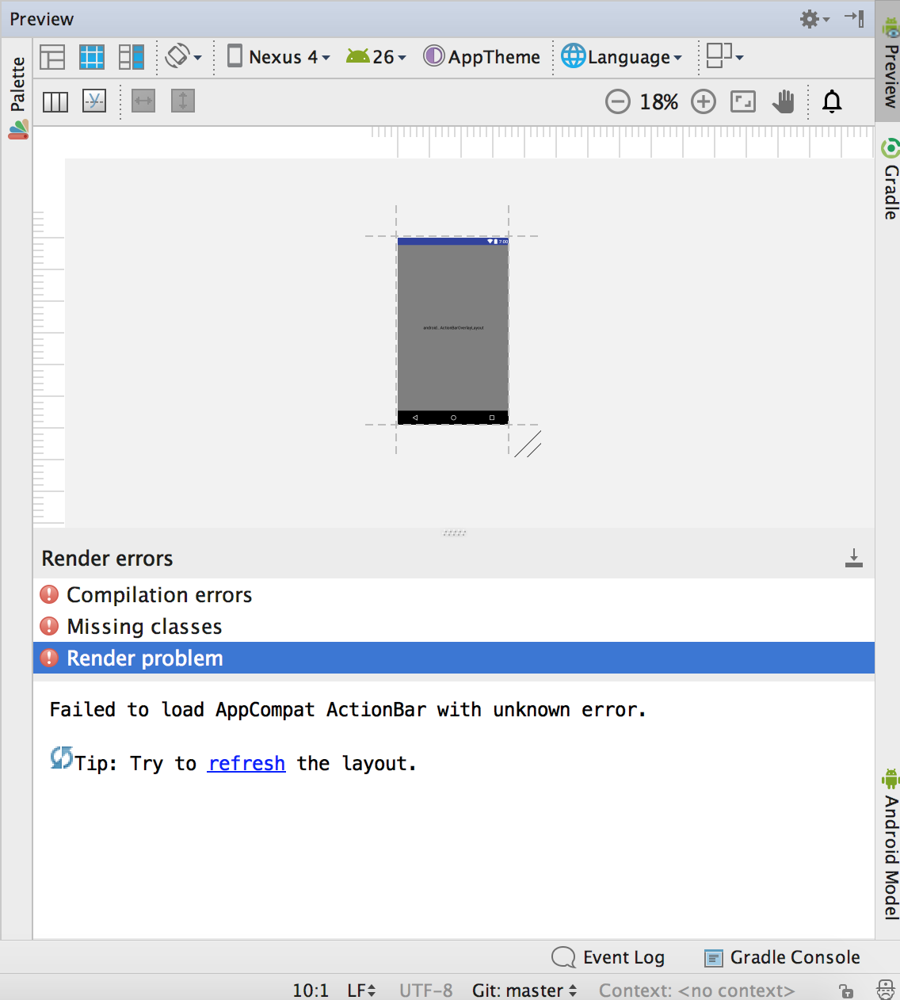 Preview
Palette
Nexus 4
26
AppTheme
Language
18%
7:00
android...ActionBarOverlayLayout
Render errors
Compilation errors
Missing classes
Render problem
Failed to load AppCompat ActionBar with unknown error.
Tip: Try to refresh the layout.
Preview
Gradle
Android Model
Event Log
Gradle Console
10:1 LF UTF-8 Git: master Context: <no context>